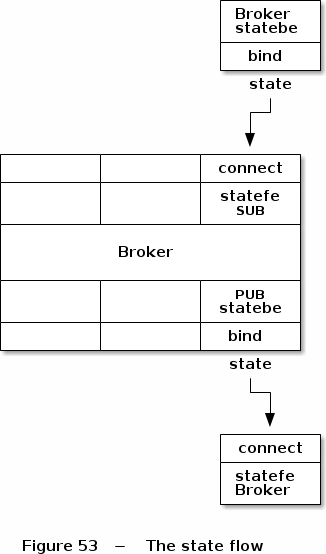 Broker
statebe
bind
state
connect
statefe
SUB
Broker
PUB
statebe
bind
state
connect
statefe
Broker
Figure 53 – The state flow